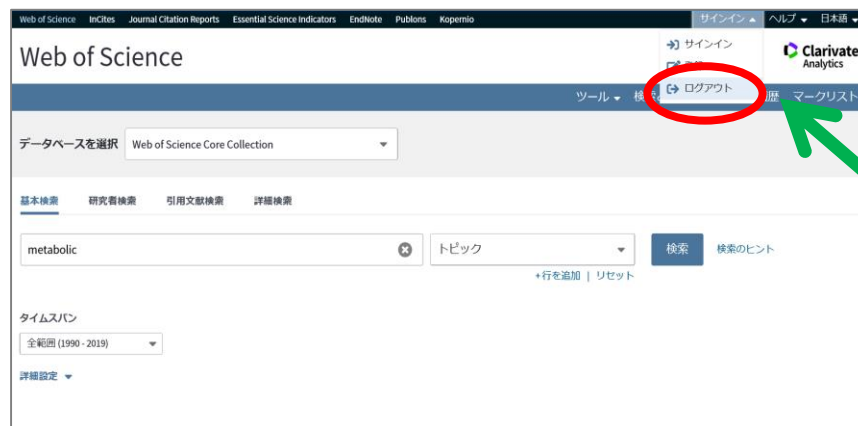 Web of Science InCites Journal Citation Reports Essential Science Indicators EndNote Publons Kopernio サインイン ヘルプ 日本語
Web of Science
サインイン
Clarivate
Analytics
ログアウト
ツール 検 歴 マークリスト
データベースを選択 Web of Science Core Collection
基本検索 研究者検索 引用文献検索 詳細検索
metabolic トピック 検索 検索のヒント
+行を追加 | リセット
タイムスパン
全範囲 (1990 - 2019)
詳細設定